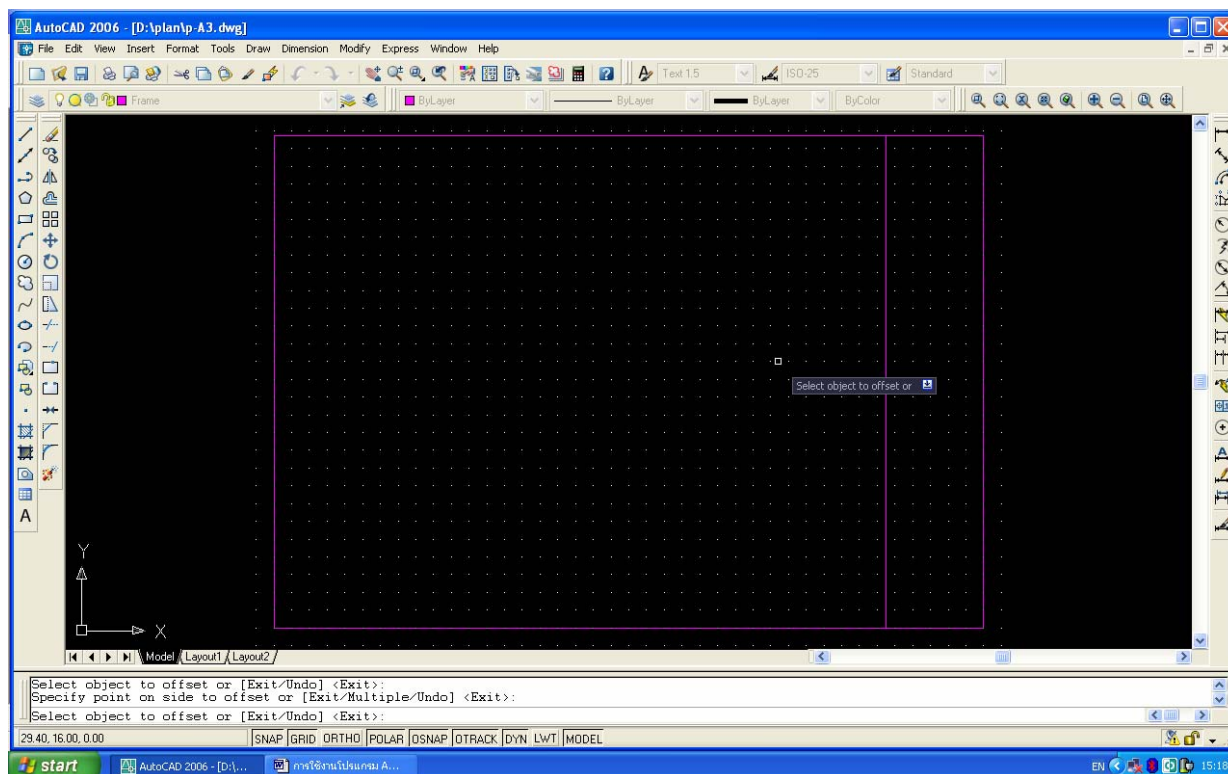 AutoCAD 2006 - [D:\plan\p-A3.dwg]
File Edit View Insert Format Tools Draw Dimension Modify Express Window Help
Text 1.5 ISO-25 Standard
Frame ByLayer ByLayer ByLayer ByColor
Select object to offset or
Y
X
A
Model Layout1 Layout2
Select object to offset or [Exit/Undo] <Exit>:
Specify point on side to offset or [Exit/Multiple/Undo] <Exit>:
Select object to offset or [Exit/Undo] <Exit>:
29.40, 16.00, 0.00 SNAP GRID ORTHO POLAR OSNAP OTRACK DYN LWT MODEL
start AutoCAD 2006 - [D:\... การใช้งานโปรแกรม A... EN 15:18